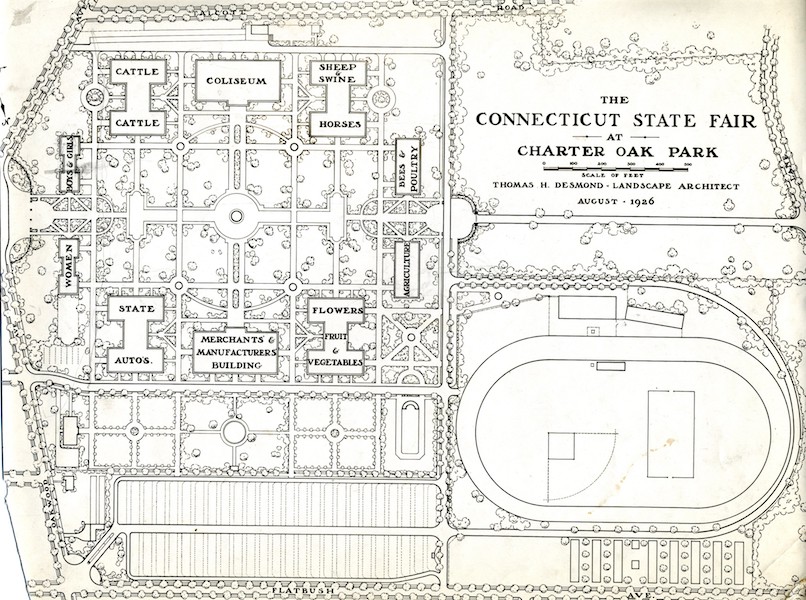 ALCOTT ROAD
CATTLE
CATTLE
COLISEUM
SHEEP
&
SWINE
HORSES
BOYS & GIRLS
BEES &
POULTRY
THE
CONNECTICUT STATE FAIR
AT
CHARTER OAK PARK
0 100 200 300 400 500
SCALE OF FEET
THOMAS H. DESMOND - LANDSCAPE ARCHITECT
AUGUST · 1926
WOMEN
AGRICULTURE
STATE
AUTO'S.
MERCHANTS' &
MANUFACTURERS'
BUILDING
FLOWERS
FRUIT
&
VEGETABLES
OAKWOOD
FLATBUSH AVE.